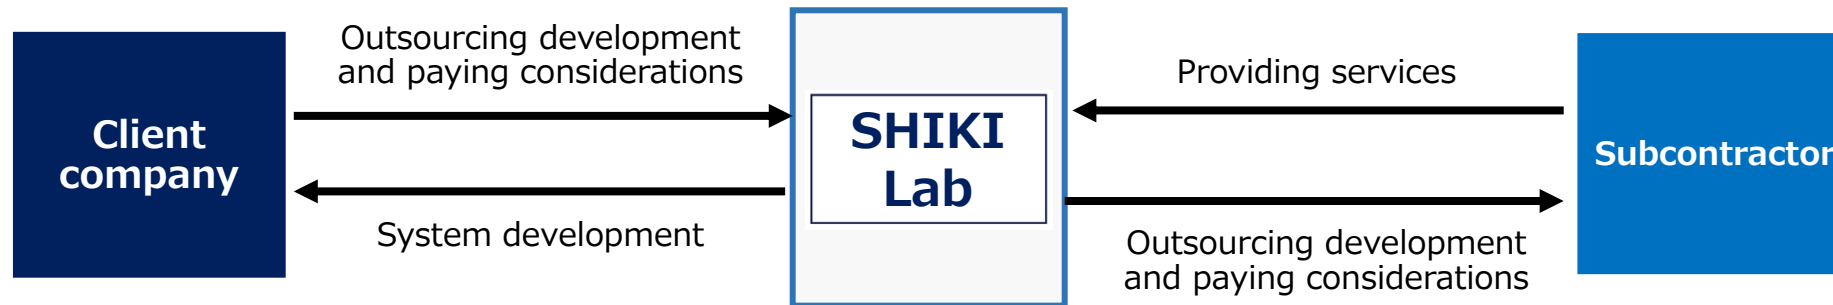 Client
company
Outsourcing development
and paying considerations
System development
SHIKI
Lab
Providing services
Outsourcing development
and paying considerations
Subcontractor